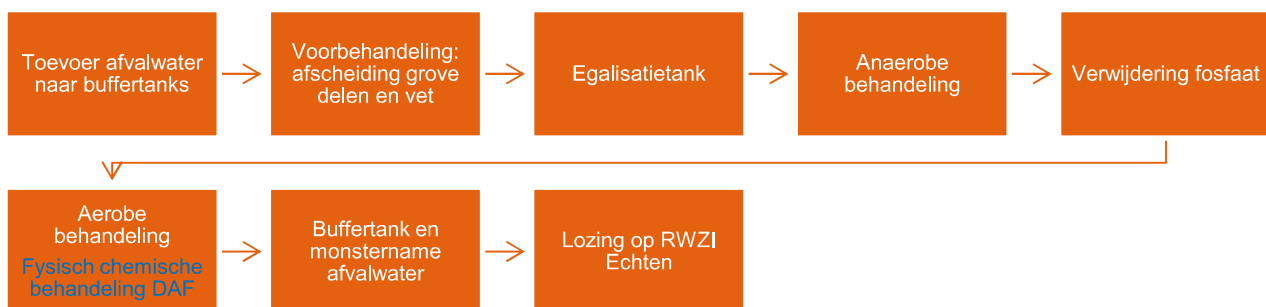 Toevoer afvalwater
naar buffertanks
Voorbehandeling:
afscheiding grove
delen en vet
Egalisatietank
Anaerobe
behandeling
Verwijdering fosfaat
Aerobe
behandeling
Fysisch chemische
behandeling DAF
Buffertank en
monstername
afvalwater
Lozing op RWZI
Echten